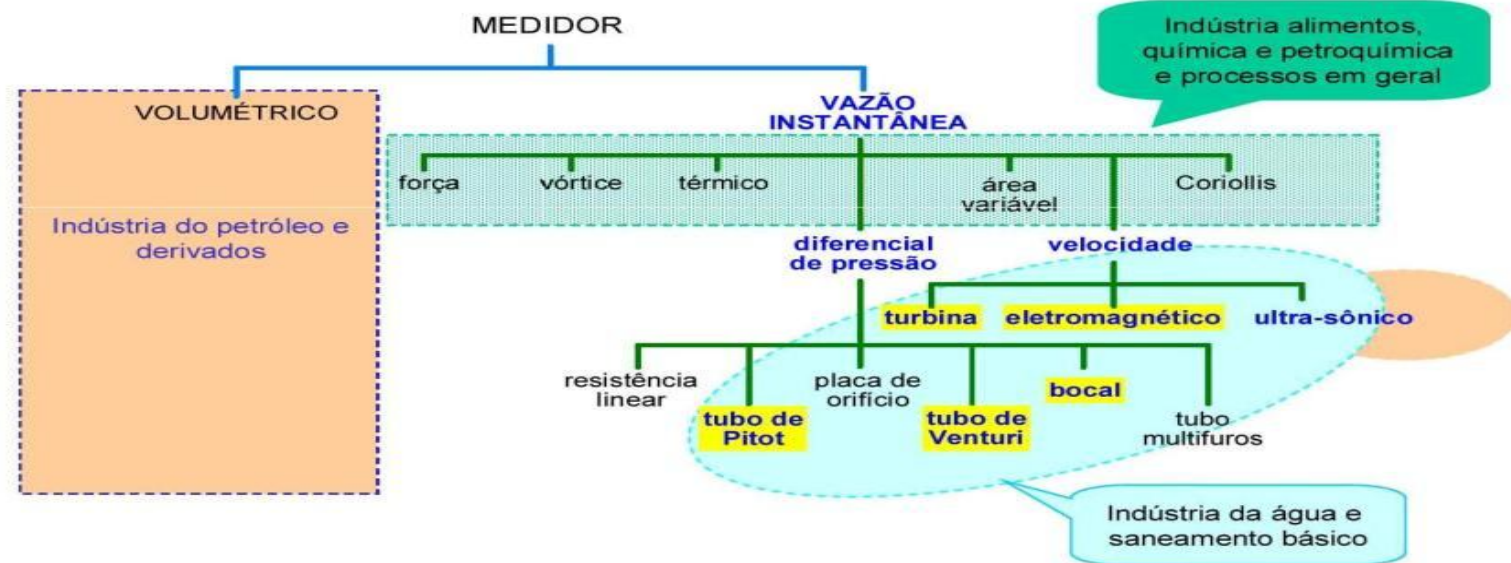 MEDIDOR
Indústria alimentos,
química e petroquímica
e processos em geral
VOLUMÉTRICO
VAZÃO
INSTANTÂNEA
força
vórtice
térmico
área
variável
Coriollis
Indústria do petróleo e
derivados
diferencial
de pressão
velocidade
turbina
eletromagnético
ultra-sônico
resistência
linear
tubo de
Pitot
placa de
orifício
tubo de
Venturi
bocal
tubo
multifuros
Indústria da água e
saneamento básico